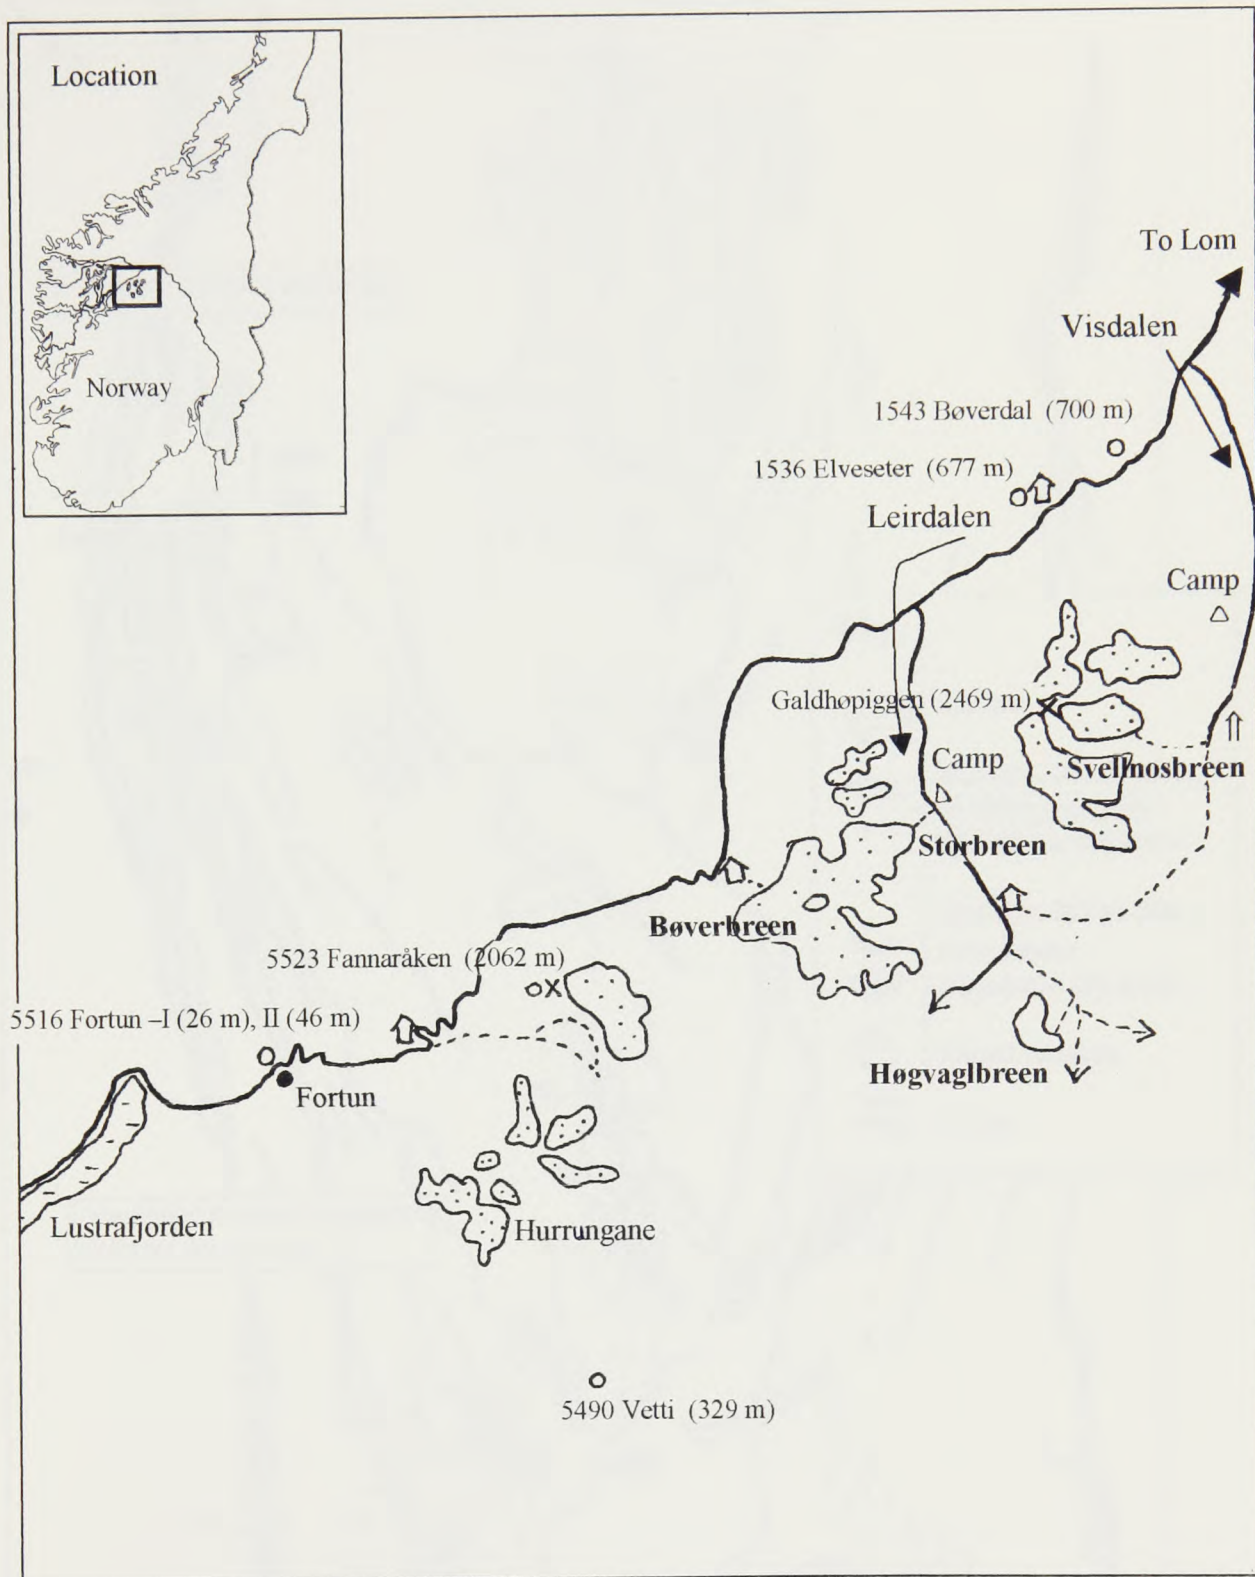 Location
Norway
To Lom
Visdalen
1543 Bøverdal (700 m)
1536 Elveseter (677 m)
Leirdalen
Camp
Galdhøpiggen (2469 m)
Camp
Svellnosbreen
Storbreen
Bøverbreen
5523 Fannaråken (2062 m)
5516 Fortun –I (26 m), II (46 m)
Høgvaglbreen
Fortun
Lustrafjorden
Hurrungane
5490 Vetti (329 m)